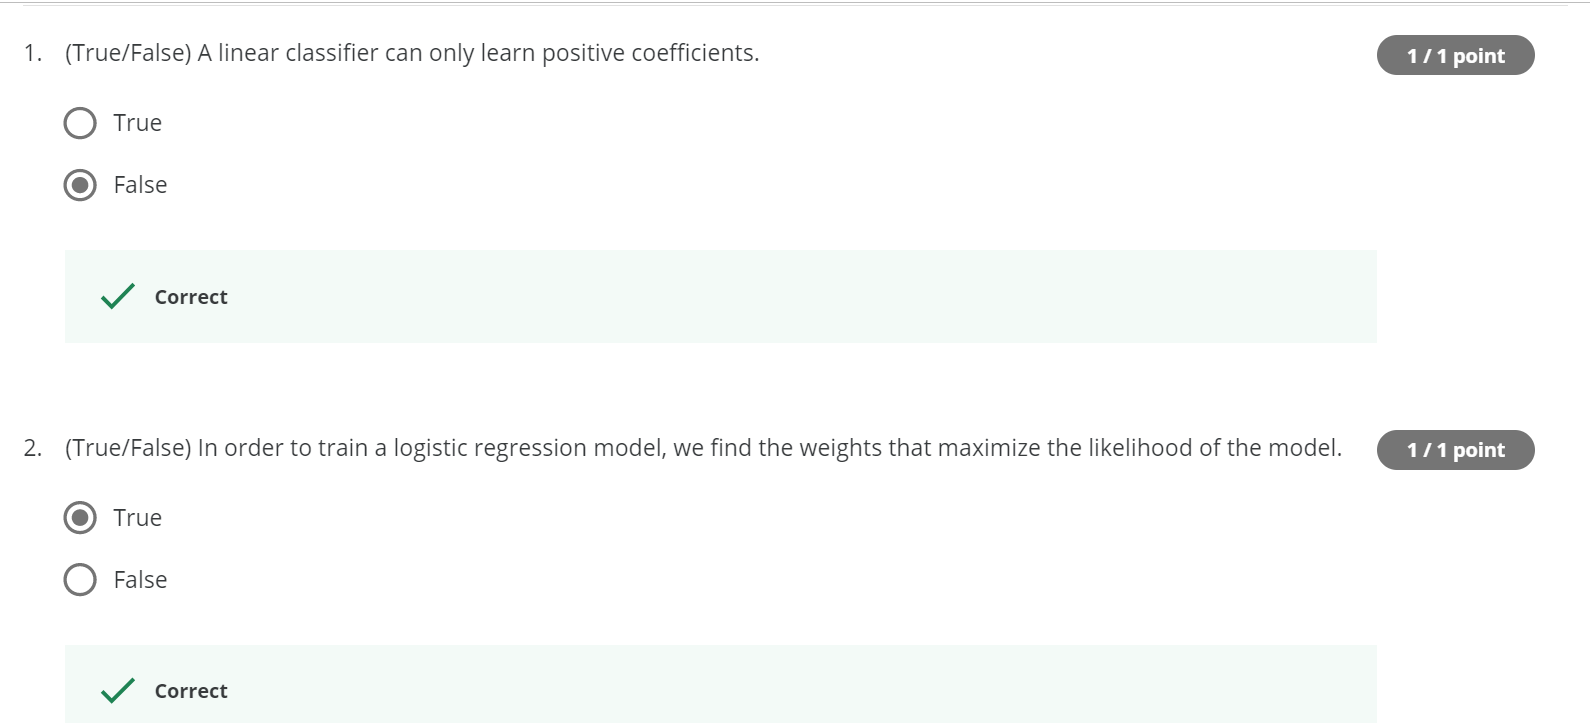 1. (True/False) A linear classifier can only learn positive coefficients.
1 / 1 point
True
False
Correct
2. (True/False) In order to train a logistic regression model, we find the weights that maximize the likelihood of the model.
1 / 1 point
True
False
Correct